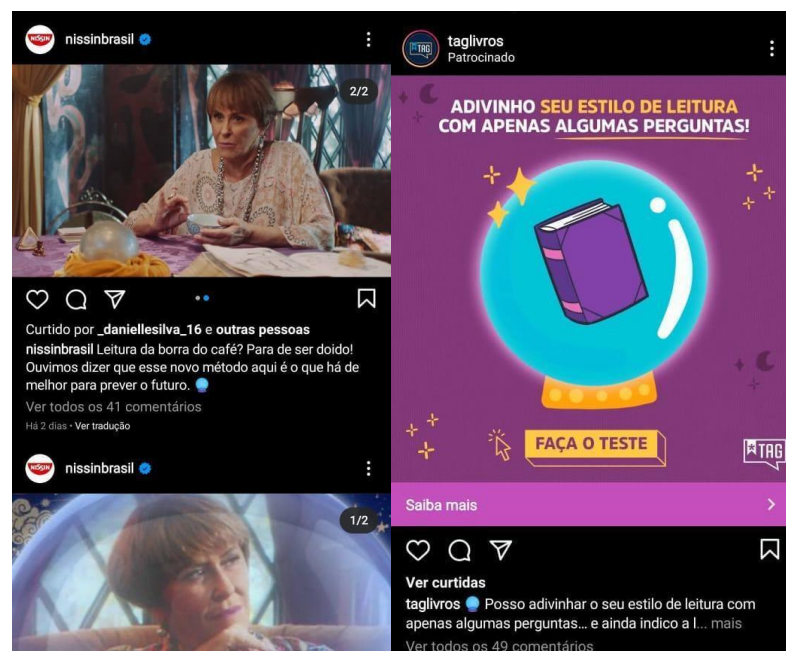 NISSIN
nissinbrasil
2/2
Curtido por _daniellesilva_16 e outras pessoas
nissinbrasil Leitura da borra do café? Para de ser doido!
Ouvimos dizer que esse novo método aqui é o que há de
melhor para prever o futuro.
Ver todos os 41 comentários
Há 2 dias • Ver tradução
NISSIN
nissinbrasil
1/2
TAG
taglivros
Patrocinado
ADIVINHO SEU ESTILO DE LEITURA
COM APENAS ALGUMAS PERGUNTAS!
FAÇA O TESTE
TAG
Saiba mais
Ver curtidas
taglivros Posso adivinhar o seu estilo de leitura com
apenas algumas perguntas... e ainda indico a l... mais
Ver todos os 49 comentários